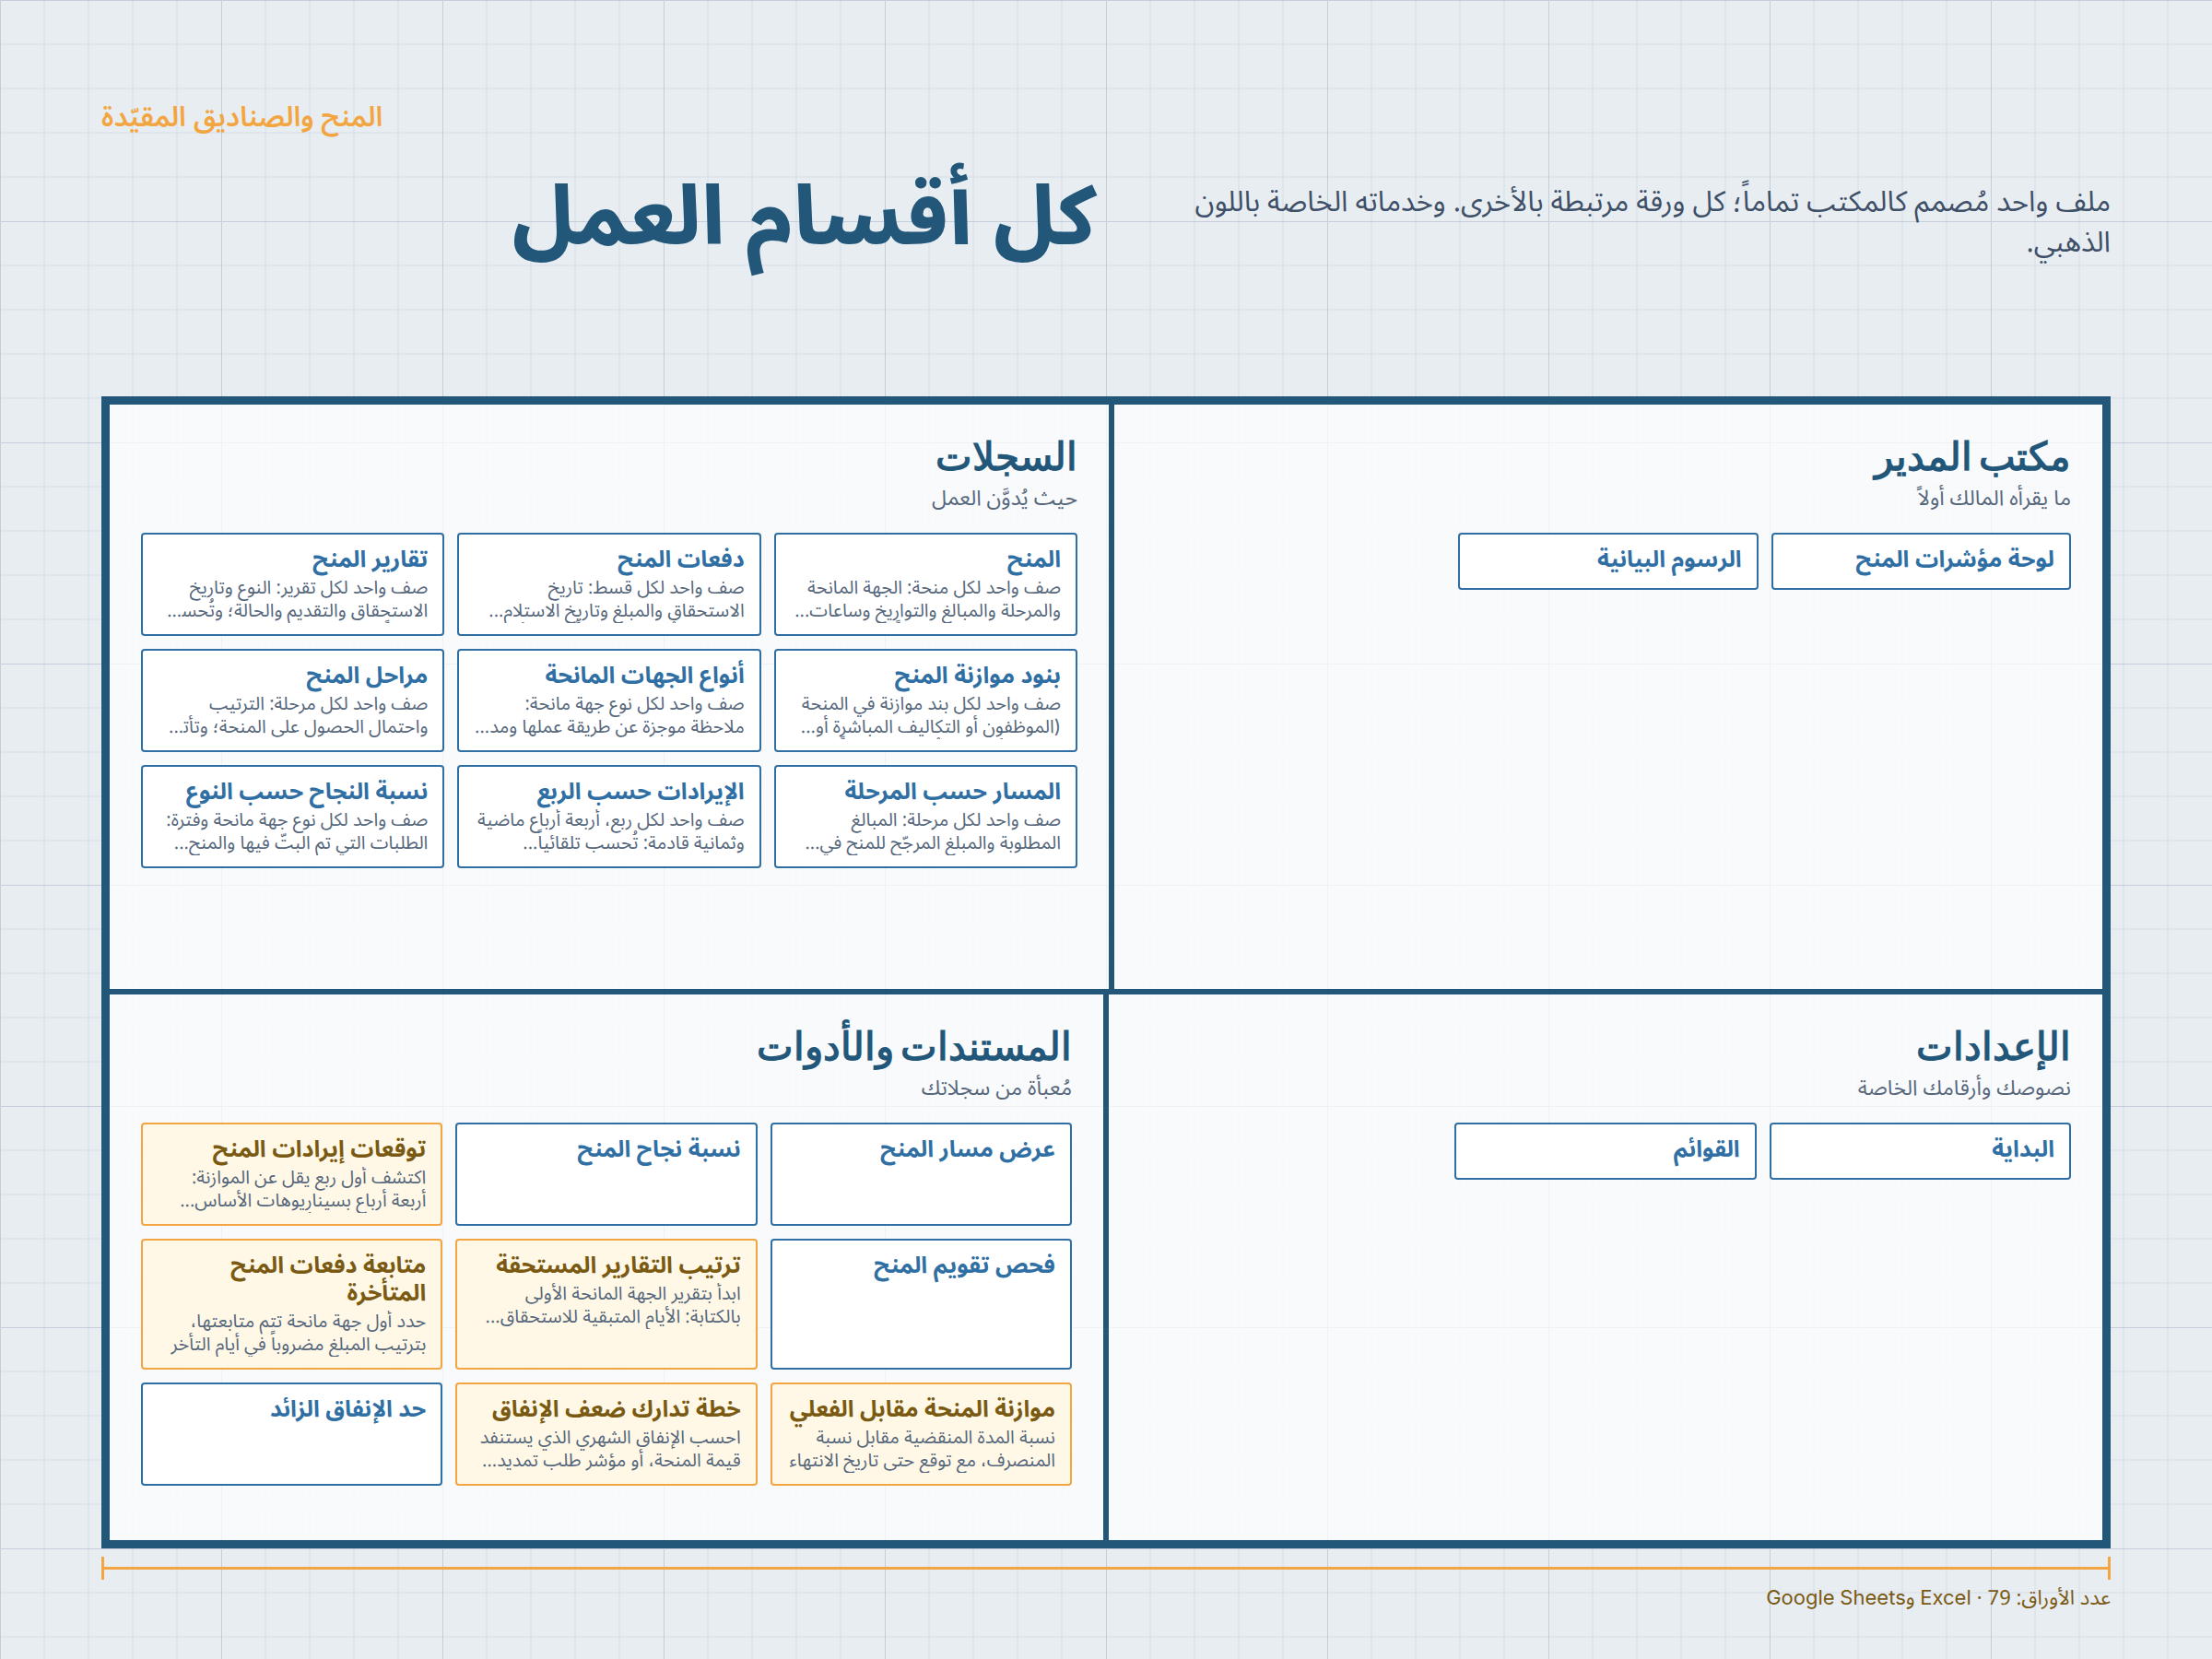 المنح والصناديق المقيّدة
كل أقسام العمل
ملف واحد مُصمم كالمكتب تماماً؛ كل ورقة مرتبطة بالأخرى. وخدماته الخاصة باللون
الذهبي.
مكتب المدير
ما يقرأه المالك أولاً
لوحة مؤشرات المنح
الرسوم البيانية
السجلات
حيث يُدوَّن العمل
المنح
صف واحد لكل منحة: الجهة المانحة
والمرحلة والمبالغ والتواريخ وساعات...
دفعات المنح
صف واحد لكل قسط: تاريخ
الاستحقاق والمبلغ وتاريخ الاستلام...
تقارير المنح
صف واحد لكل تقرير: النوع وتاريخ
الاستحقاق والتقديم والحالة؛ وتُحسـ...
بنود موازنة المنح
صف واحد لكل بند موازنة في المنحة
(الموظفون أو التكاليف المباشرة أو...
أنواع الجهات المانحة
صف واحد لكل نوع جهة مانحة:
ملاحظة موجزة عن طريقة عملها ومد...
مراحل المنح
صف واحد لكل مرحلة: الترتيب
واحتمال الحصول على المنحة؛ وتأتـ...
المسار حسب المرحلة
صف واحد لكل مرحلة: المبالغ
المطلوبة والمبلغ المرجّح للمنح في...
الإيرادات حسب الربع
صف واحد لكل ربع، أربعة أرباع ماضية
وثمانية قادمة: تُحسب تلقائياً...
نسبة النجاح حسب النوع
صف واحد لكل نوع جهة مانحة وفترة:
الطلبات التي تم البتّ فيها والمنح...
الإعدادات
نصوصك وأرقامك الخاصة
البداية
القوائم
المستندات والأدوات
مُعبأة من سجلاتك
عرض مسار المنح
نسبة نجاح المنح
توقعات إيرادات المنح
اكتشف أول ربع يقل عن الموازنة:
أربعة أرباع بسيناريوهات الأساس...
فحص تقويم المنح
ترتيب التقارير المستحقة
ابدأ بتقرير الجهة المانحة الأولى
بالكتابة: الأيام المتبقية للاستحقاق...
متابعة دفعات المنح
المتأخرة
حدد أول جهة مانحة تتم متابعتها،
بترتيب المبلغ مضروباً في أيام التأخر
موازنة المنحة مقابل الفعلي
نسبة المدة المنقضية مقابل نسبة
المنصرف، مع توقع حتى تاريخ الانتهاء
خطة تدارك ضعف الإنفاق
احسب الإنفاق الشهري الذي يستنفد
قيمة المنحة، أو مؤشر طلب تمديد...
حد الإنفاق الزائد
عدد الأوراق: 79 · Excel وGoogle Sheets